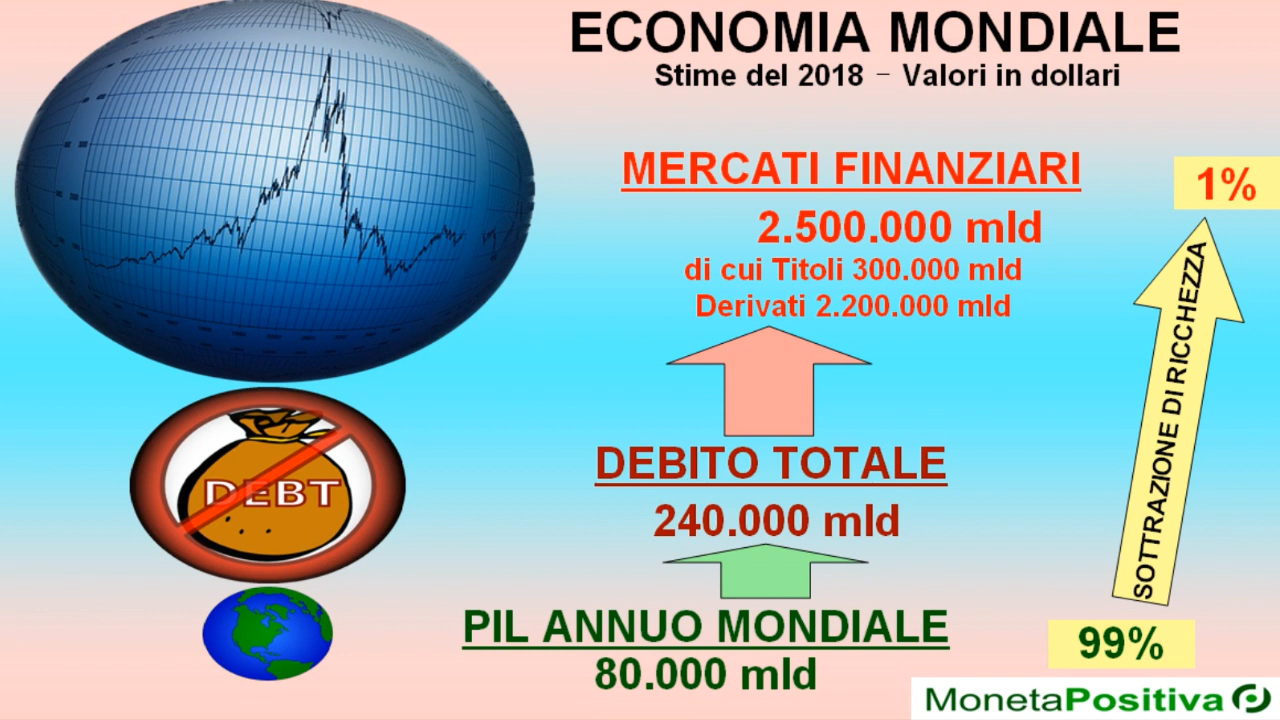 ECONOMIA MONDIALE
Stime del 2018 – Valori in dollari
MERCATI FINANZIARI
2.500.000 mld
di cui Titoli 300.000 mld
Derivati 2.200.000 mld
1%
SOTTRAZIONE DI RICCHEZZA
DEBT
DEBITO TOTALE
240.000 mld
PIL ANNUO MONDIALE
80.000 mld
99%
MonetaPositiva